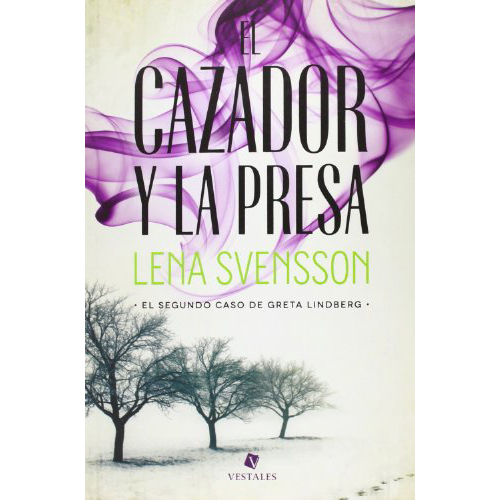 EL
CAZADOR
Y LA PRESA
LENA SVENSSON
• EL SEGUNDO CASO DE GRETA LINDBERG •
V
VESTALES